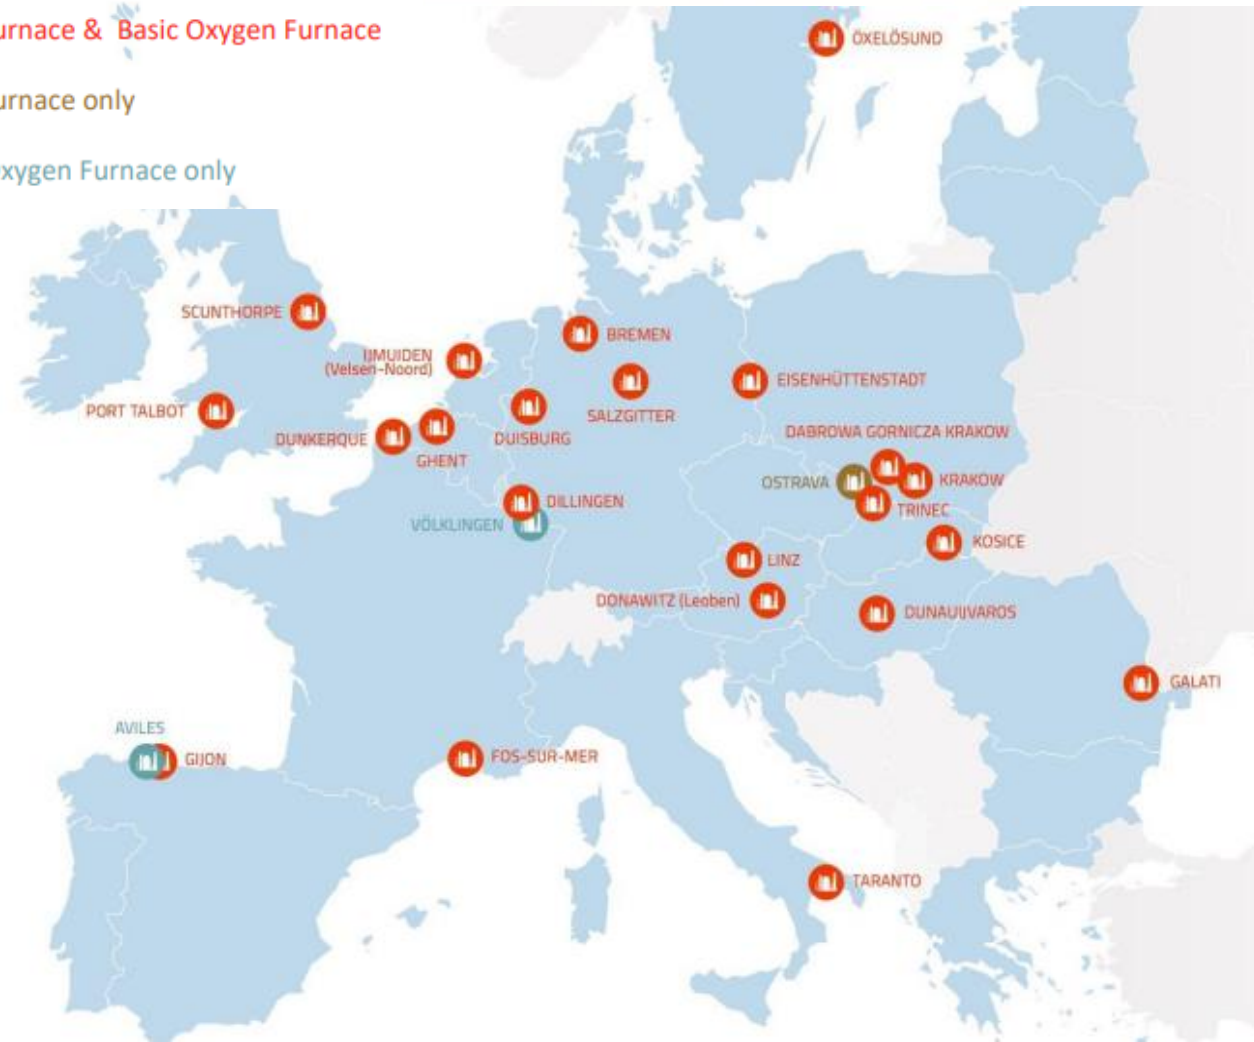 urnace & Basic Oxygen Furnace
urnace only
xygen Furnace only
ÖXELÖSUND
SCUNTHORPE
BREMEN
IJMUIDEN
(Velsen-Noord)
EISENHÜTTENSTADT
PORT TALBOT
SALZGITTER
DUNKERQUE
DUISBURG
DABROWA GORNICZA KRAKOW
GHENT
OSTRAVA
KRAKOW
DILLINGEN
TRINEC
VÖLKLINGEN
KOSICE
LINZ
DONAWITZ (Leoben)
DUNAUJVAROS
GALATI
AVILES
GIJON
FOS-SUR-MER
TARANTO